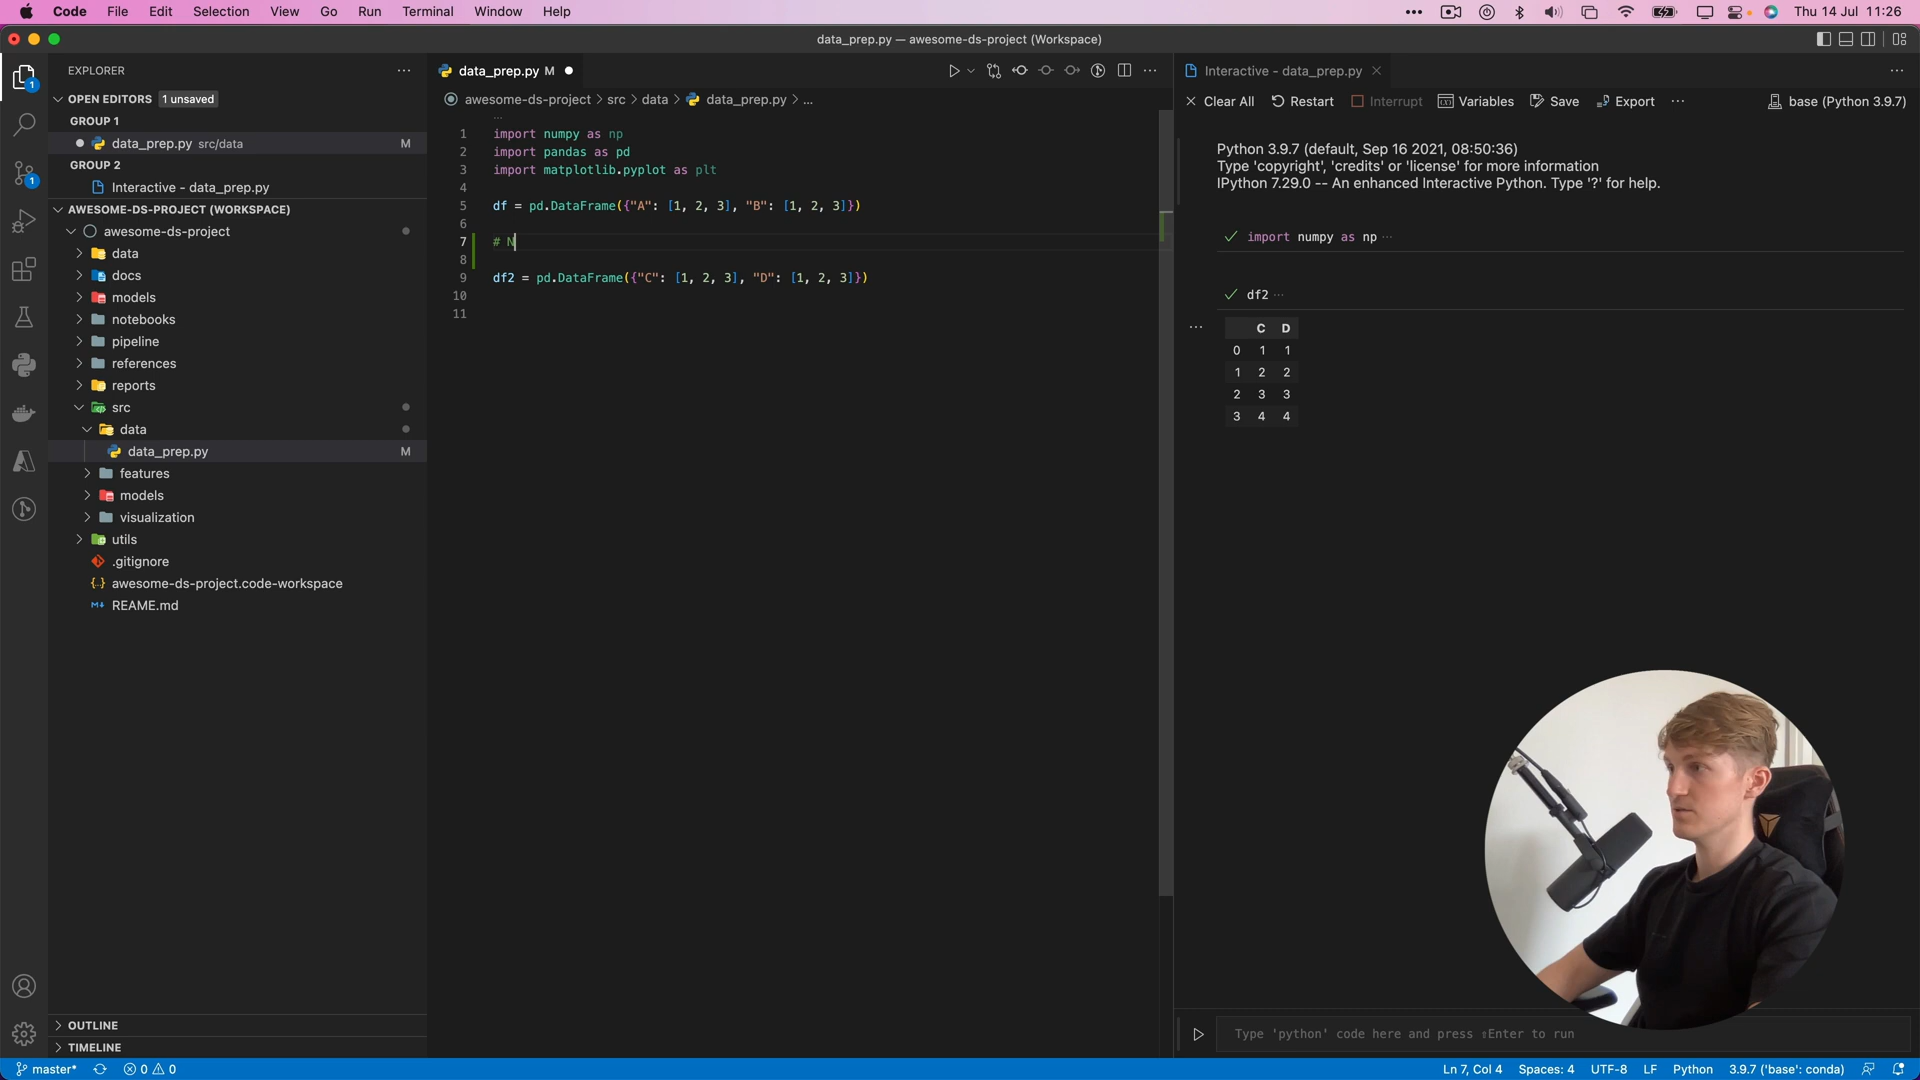 Code File Edit Selection View Go Run Terminal Window Help Thu 14 Jul 11:26
data_prep.py — awesome-ds-project (Workspace)
EXPLORER
OPEN EDITORS 1 unsaved
GROUP 1
data_prep.py src/data M
GROUP 2
Interactive - data_prep.py
AWESOME-DS-PROJECT (WORKSPACE)
awesome-ds-project
data
docs
models
notebooks
pipeline
references
reports
src
data
data_prep.py M
features
models
visualization
utils
.gitignore
awesome-ds-project.code-workspace
REAME.md
OUTLINE
TIMELINE
data_prep.py M
awesome-ds-project > src > data > data_prep.py > ...
1 import numpy as np
2 import pandas as pd
3 import matplotlib.pyplot as plt
4
5 df = pd.DataFrame({"A": [1, 2, 3], "B": [1, 2, 3]})
6
7 # N
8
9 df2 = pd.DataFrame({"C": [1, 2, 3], "D": [1, 2, 3]})
10
11
Interactive - data_prep.py
Clear All Restart Interrupt Variables Save Export ... base (Python 3.9.7)
Python 3.9.7 (default, Sep 16 2021, 08:50:36)
Type 'copyright', 'credits' or 'license' for more information
IPython 7.29.0 -- An enhanced Interactive Python. Type '?' for help.
import numpy as np ...
df2 ...
C D
0 1 1
1 2 2
2 3 3
3 4 4
Type 'python' code here and press ⇧Enter to run
master* 0 0 Ln 7, Col 4 Spaces: 4 UTF-8 LF Python 3.9.7 ('base': conda)
1
1